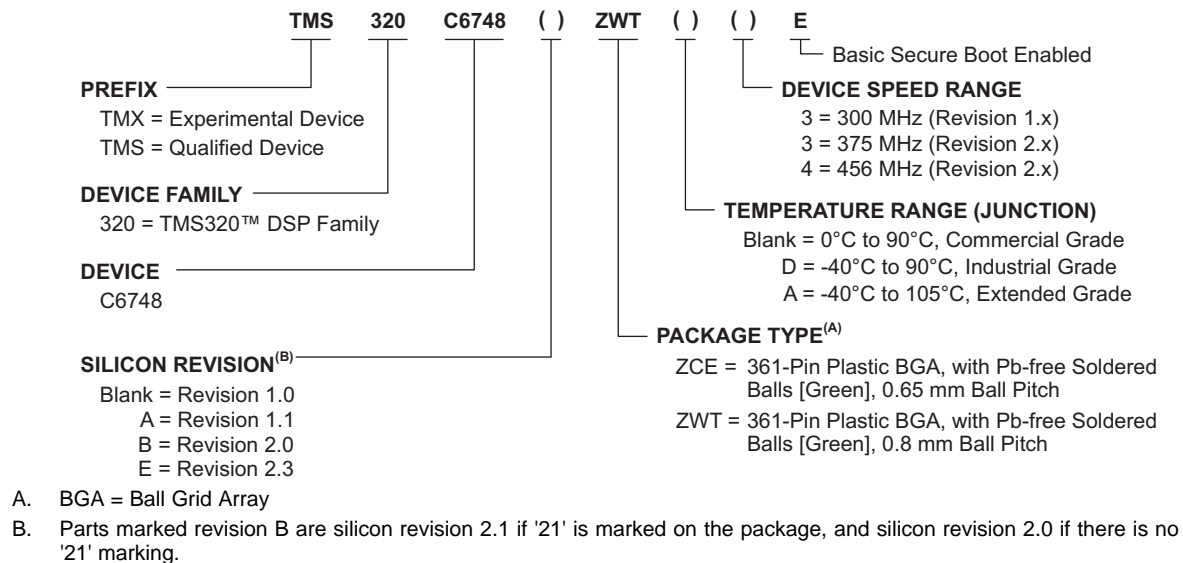 TMS 320 C6748 ( ) ZWT ( ) ( ) E
Basic Secure Boot Enabled
PREFIX
TMX = Experimental Device
TMS = Qualified Device
DEVICE FAMILY
320 = TMS320™ DSP Family
DEVICE
C6748
SILICON REVISION(B)
Blank = Revision 1.0
A = Revision 1.1
B = Revision 2.0
E = Revision 2.3
DEVICE SPEED RANGE
3 = 300 MHz (Revision 1.x)
3 = 375 MHz (Revision 2.x)
4 = 456 MHz (Revision 2.x)
TEMPERATURE RANGE (JUNCTION)
Blank = 0°C to 90°C, Commercial Grade
D = -40°C to 90°C, Industrial Grade
A = -40°C to 105°C, Extended Grade
PACKAGE TYPE(A)
ZCE = 361-Pin Plastic BGA, with Pb-free Soldered
Balls [Green], 0.65 mm Ball Pitch
ZWT = 361-Pin Plastic BGA, with Pb-free Soldered
Balls [Green], 0.8 mm Ball Pitch
A. BGA = Ball Grid Array
B. Parts marked revision B are silicon revision 2.1 if '21' is marked on the package, and silicon revision 2.0 if there is no
'21' marking.